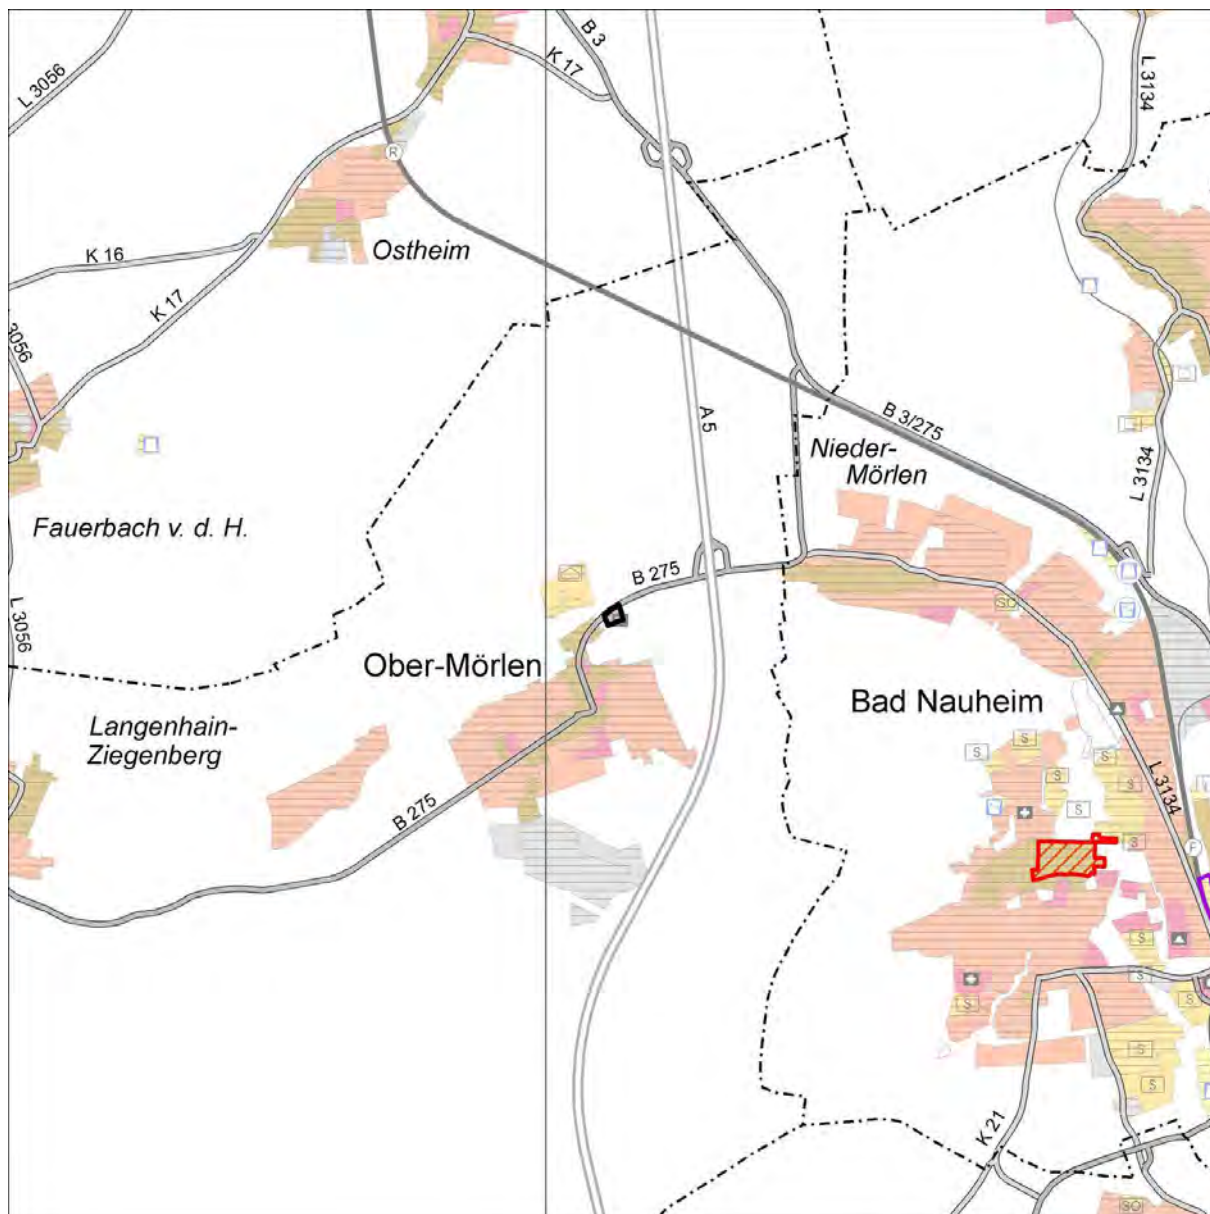 B 3
K 17
L 3056
L 3134
R
Ostheim
K 16
K 17
3056
A 5
B 3/275
Nieder-
Mörlen
L 3134
Fauerbach v. d. H.
B 275
L 3056
SO
Ober-Mörlen
Bad Nauheim
Langenhain-
Ziegenberg
S
S
S
S
S
S
B 275
L 3134
S
F
S
S
S
S
S
S
K 21
SO